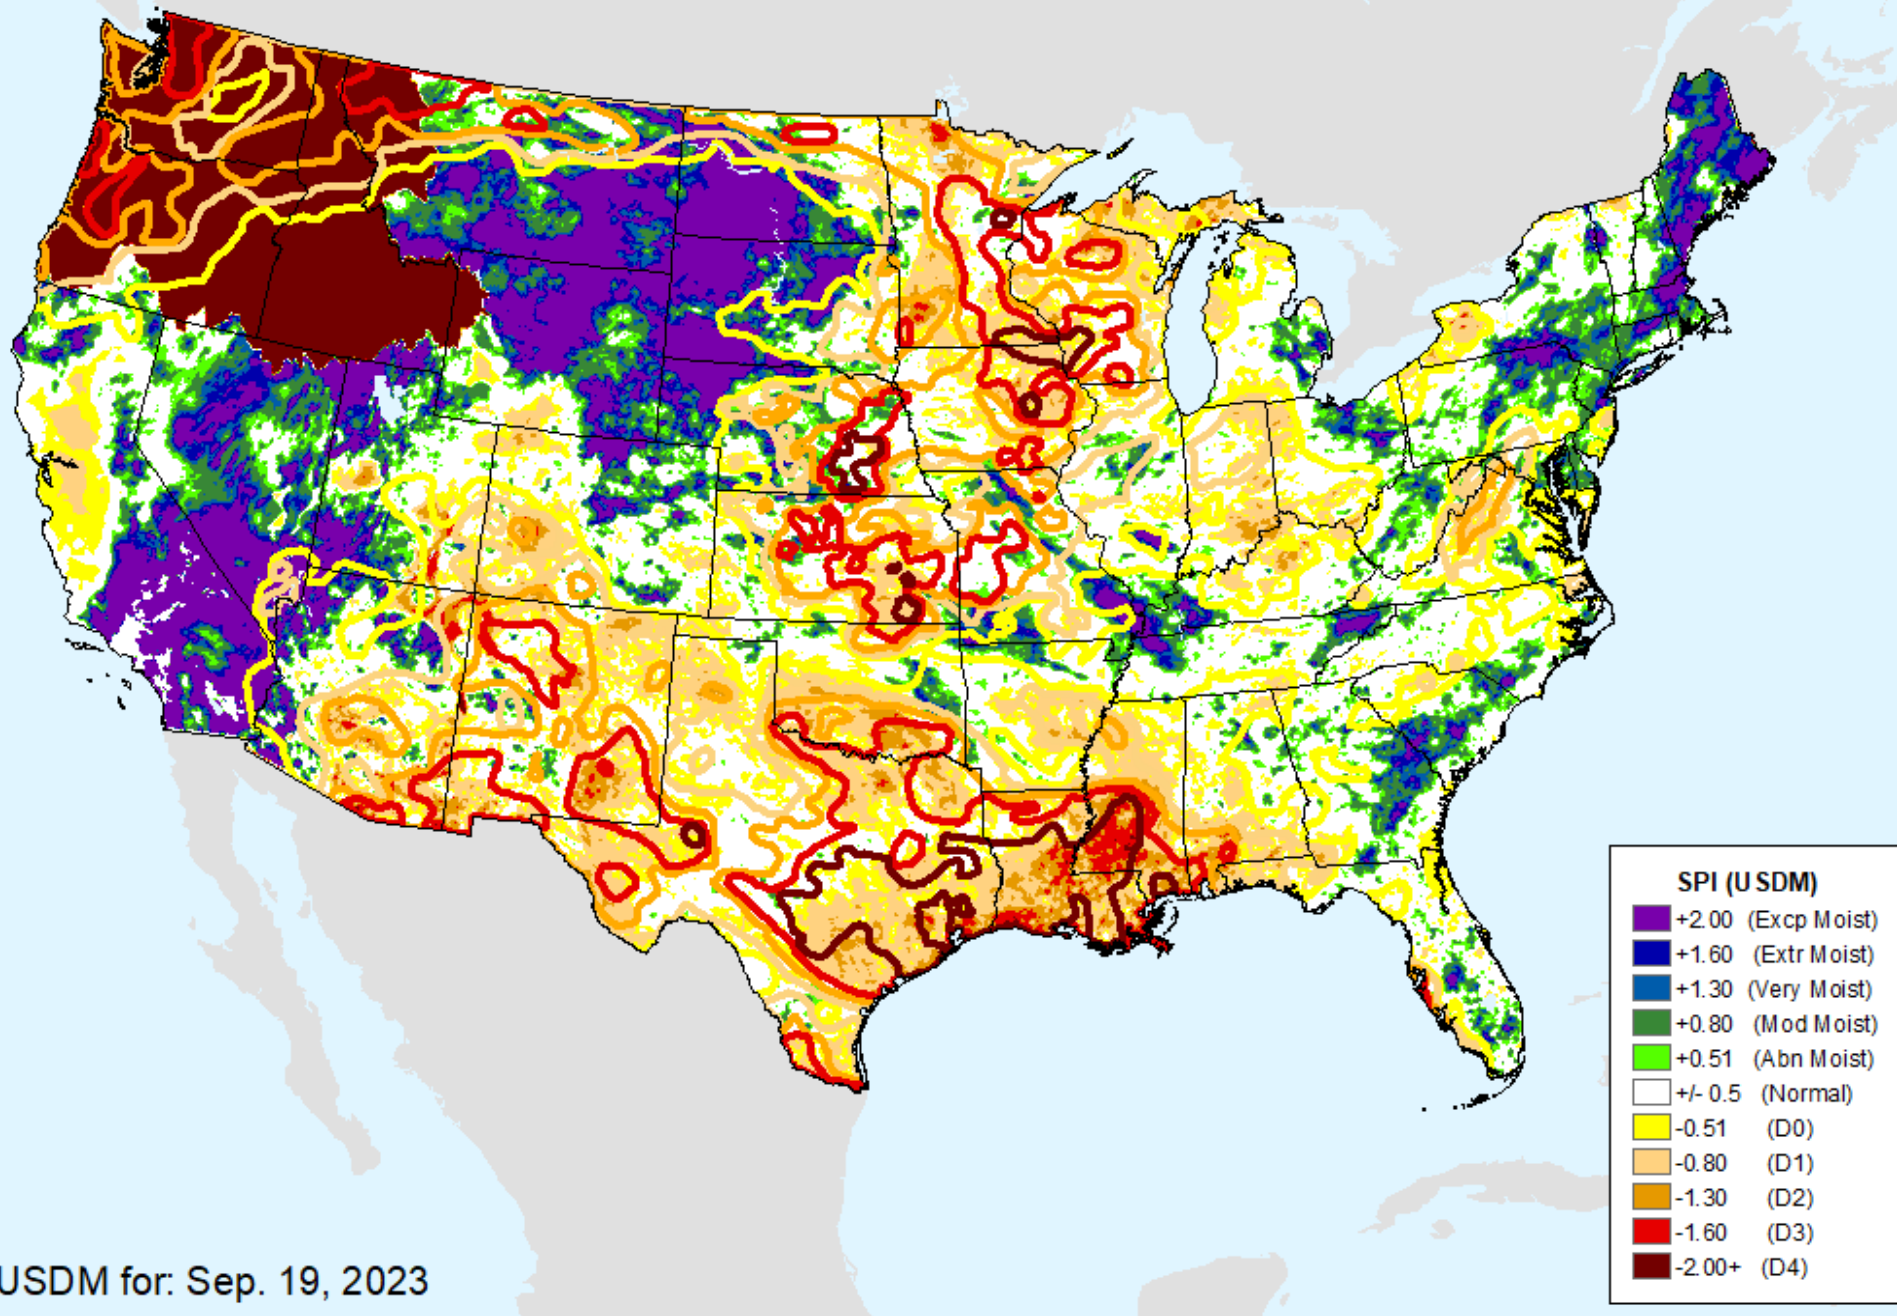 SPI (USDM)
+2.00 (Excp Moist)
+1.60 (Extr Moist)
+1.30 (Very Moist)
+0.80 (Mod Moist)
+0.51 (Abn Moist)
+/- 0.5 (Normal)
-0.51 (D0)
-0.80 (D1)
-1.30 (D2)
-1.60 (D3)
-2.00+ (D4)
USDM for: Sep. 19, 2023